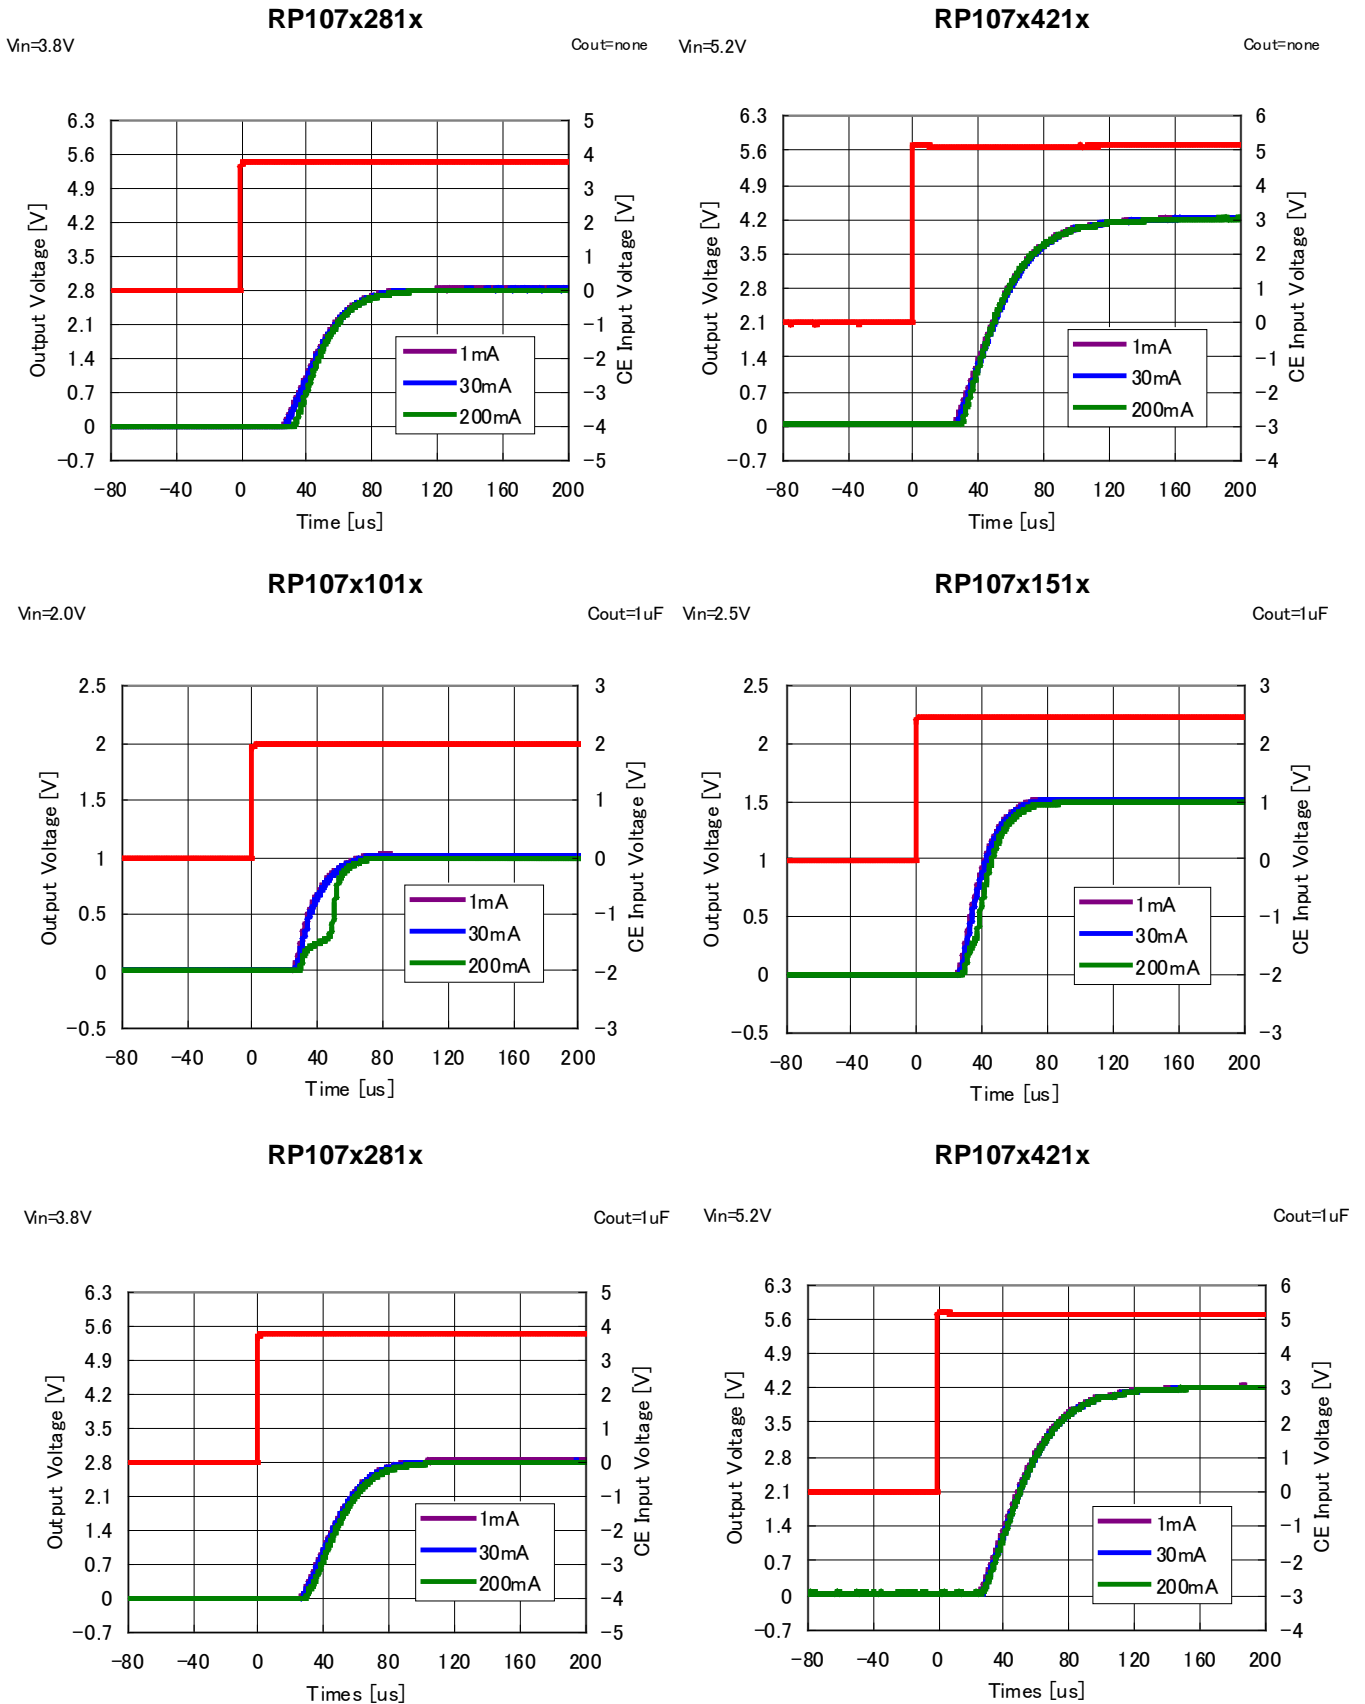 RP107x281x
Vin=3.8V
Cout=none
6.3
5.6
4.9
4.2
3.5
2.8
2.1
1.4
0.7
0
−0.7
5
4
3
2
1
0
−1
−2
−3
−4
−5
−80 −40 0 40 80 120 160 200
Output Voltage [V]
CE Input Voltage [V]
Time [us]
1mA
30mA
200mA
RP107x421x
Vin=5.2V
Cout=none
6.3
5.6
4.9
4.2
3.5
2.8
2.1
1.4
0.7
0
−0.7
6
5
4
3
2
1
0
−1
−2
−3
−4
−80 −40 0 40 80 120 160 200
Output Voltage [V]
CE Input Voltage [V]
Time [us]
1mA
30mA
200mA
RP107x101x
Vin=2.0V
Cout=1uF
2.5
2
1.5
1
0.5
0
−0.5
3
2
1
0
−1
−2
−3
−80 −40 0 40 80 120 160 200
Output Voltage [V]
CE Input Voltage [V]
Time [us]
1mA
30mA
200mA
RP107x151x
Vin=2.5V
Cout=1uF
2.5
2
1.5
1
0.5
0
−0.5
3
2
1
0
−1
−2
−3
−80 −40 0 40 80 120 160 200
Output Voltage [V]
CE Input Voltage [V]
Time [us]
1mA
30mA
200mA
RP107x281x
Vin=3.8V
Cout=1uF
6.3
5.6
4.9
4.2
3.5
2.8
2.1
1.4
0.7
0
−0.7
5
4
3
2
1
0
−1
−2
−3
−4
−5
−80 −40 0 40 80 120 160 200
Output Voltage [V]
CE Input Voltage [V]
Times [us]
1mA
30mA
200mA
RP107x421x
Vin=5.2V
Cout=1uF
6.3
5.6
4.9
4.2
3.5
2.8
2.1
1.4
0.7
0
−0.7
6
5
4
3
2
1
0
−1
−2
−3
−4
−80 −40 0 40 80 120 160 200
Output Voltage [V]
CE Input Voltage [V]
Times [us]
1mA
30mA
200mA